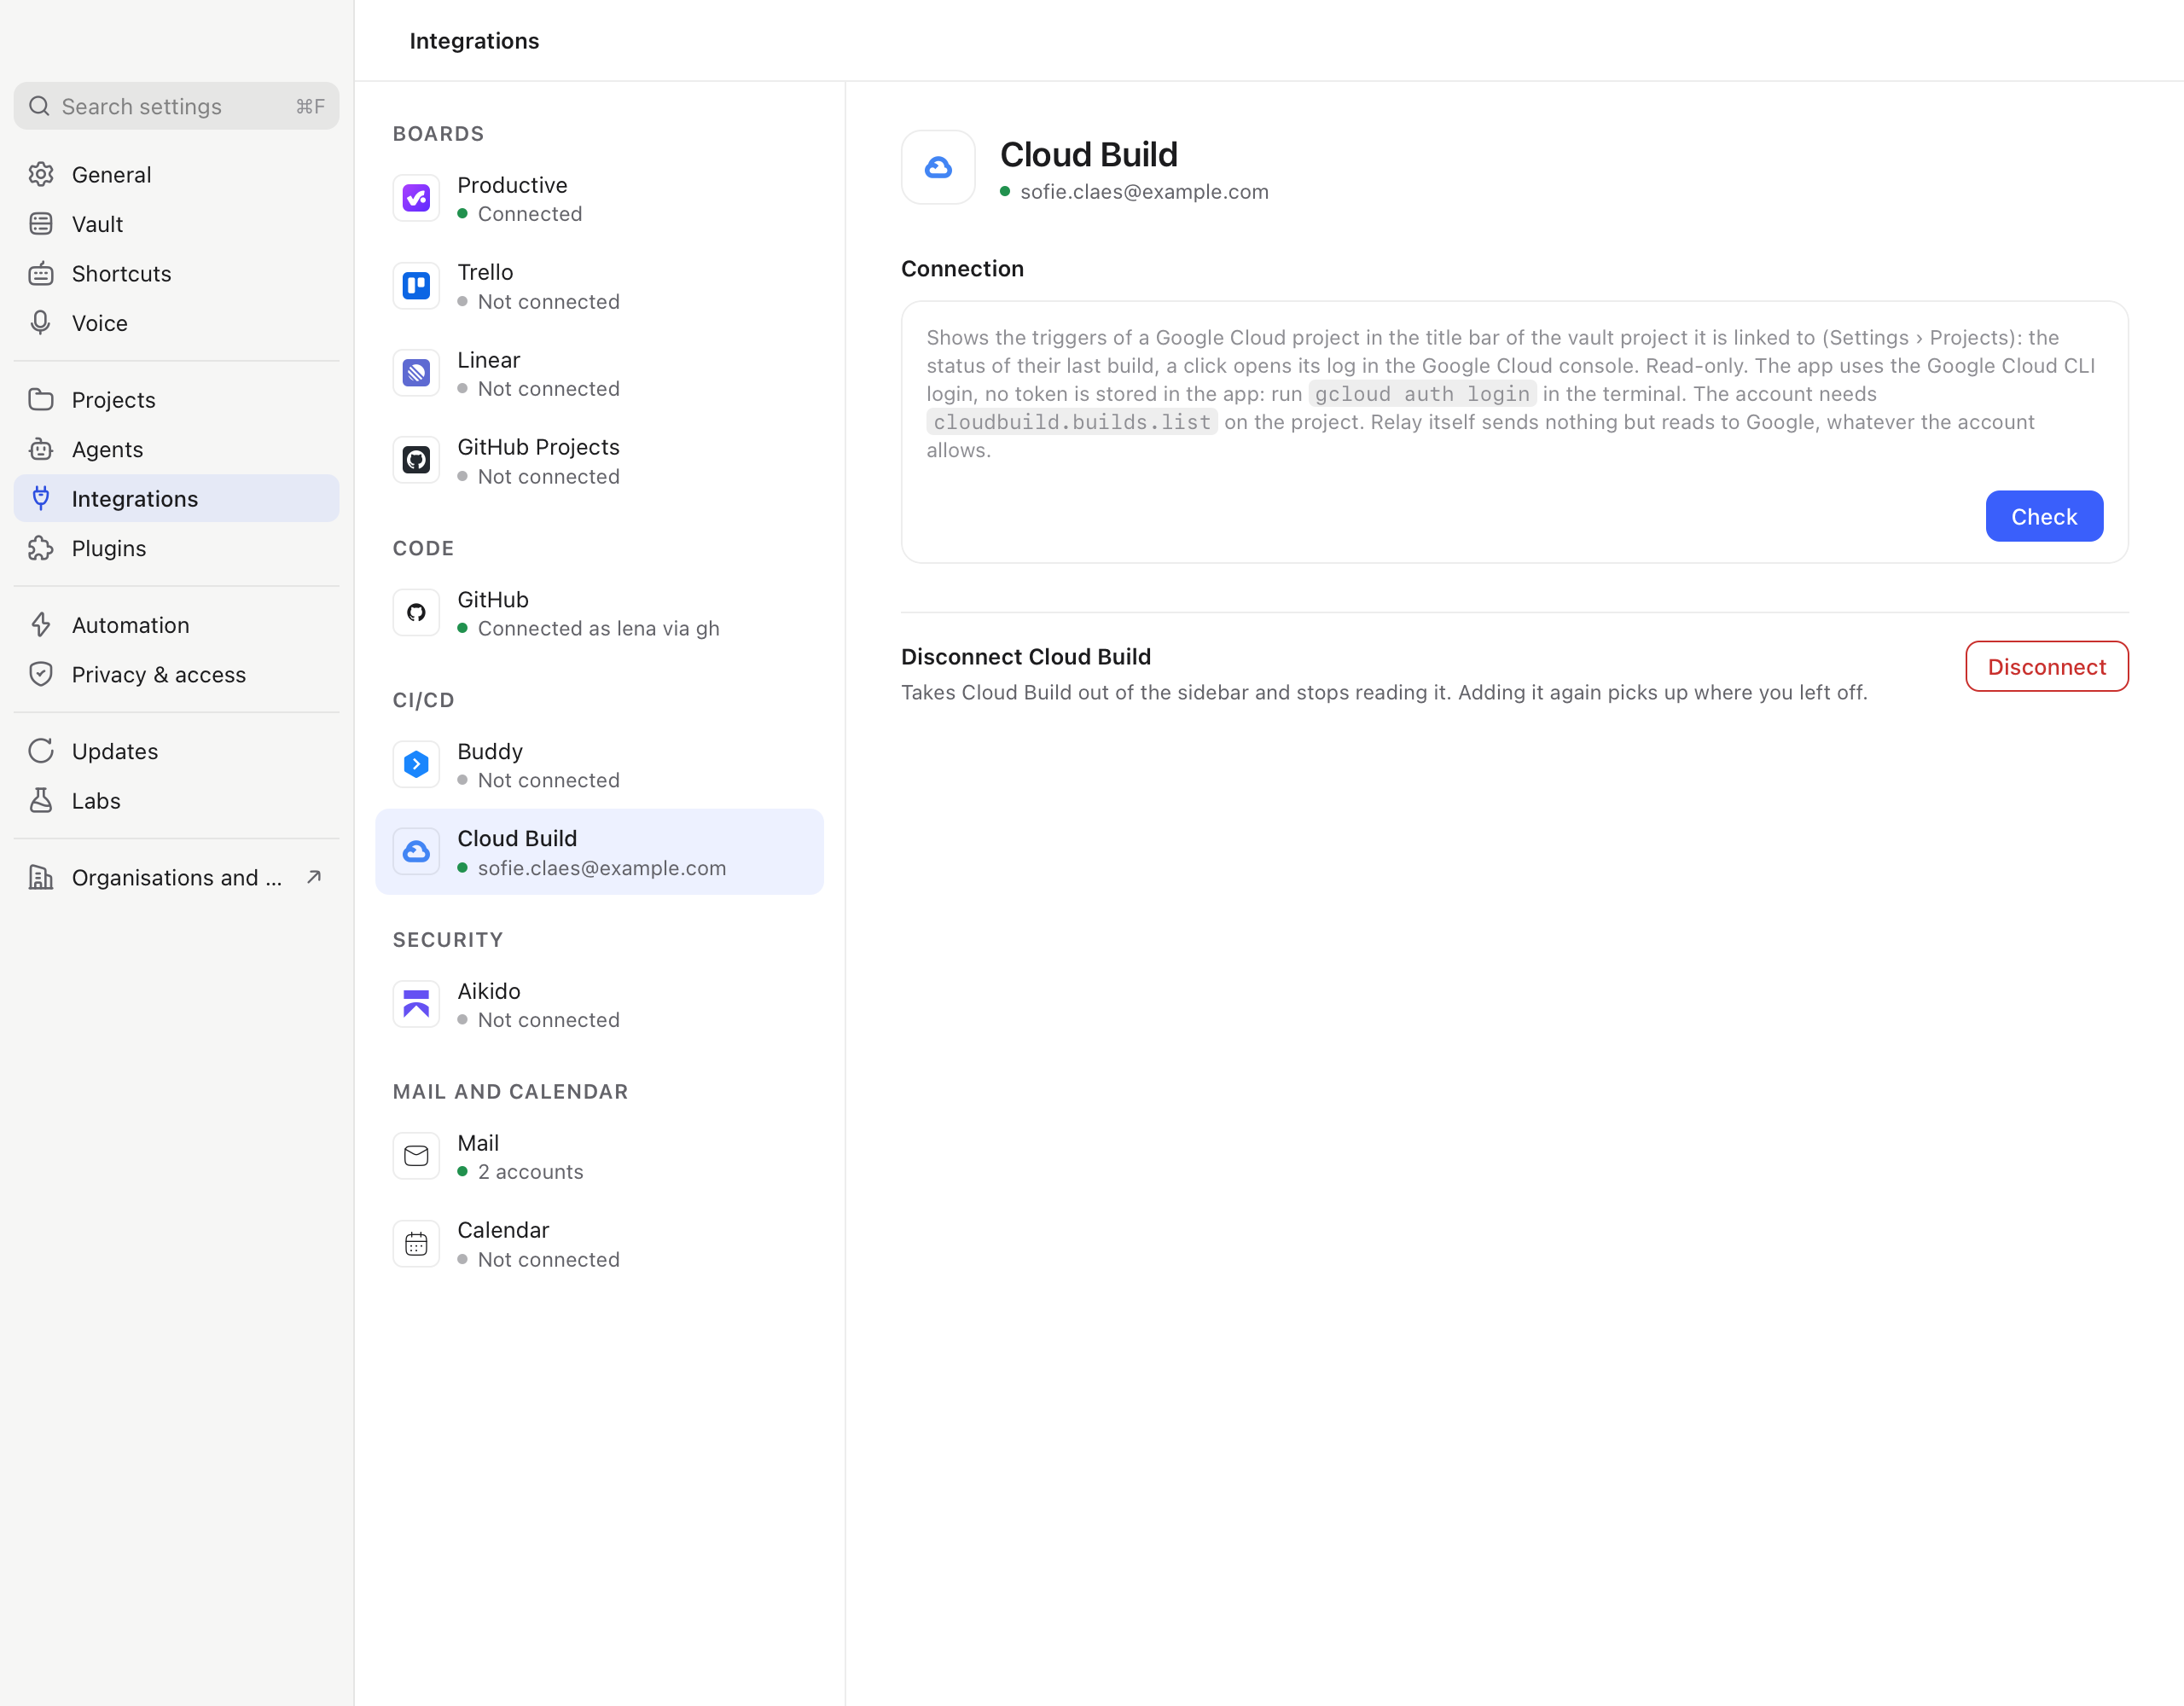 Integrations
Search settings ⌘F
General
Vault
Shortcuts
Voice
Projects
Agents
Integrations
Plugins
Automation
Privacy & access
Updates
Labs
Organisations and ...
BOARDS
Productive
Connected
Trello
Not connected
Linear
Not connected
GitHub Projects
Not connected
CODE
GitHub
Connected as lena via gh
CI/CD
Buddy
Not connected
Cloud Build
sofie.claes@example.com
SECURITY
Aikido
Not connected
MAIL AND CALENDAR
Mail
2 accounts
Calendar
Not connected
Cloud Build
sofie.claes@example.com
Connection
Shows the triggers of a Google Cloud project in the title bar of the vault project it is linked to (Settings › Projects): the
status of their last build, a click opens its log in the Google Cloud console. Read-only. The app uses the Google Cloud CLI
login, no token is stored in the app: run gcloud auth login in the terminal. The account needs
cloudbuild.builds.list on the project. Relay itself sends nothing but reads to Google, whatever the account
allows.
Check
Disconnect Cloud Build
Takes Cloud Build out of the sidebar and stops reading it. Adding it again picks up where you left off.
Disconnect